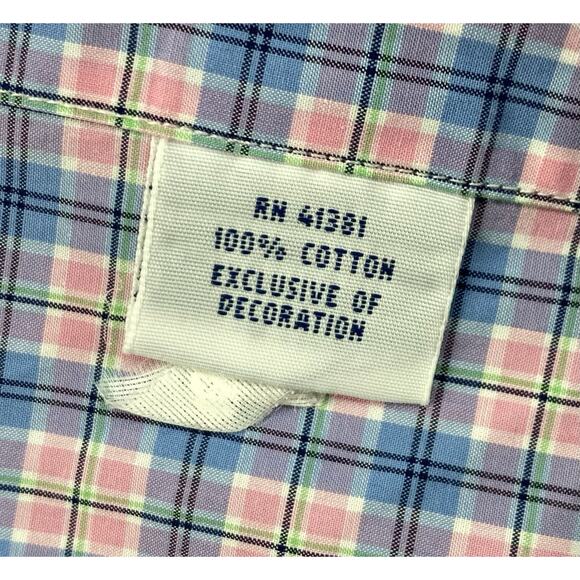 RN 41381
100% COTTON
EXCLUSIVE OF
DECORATION